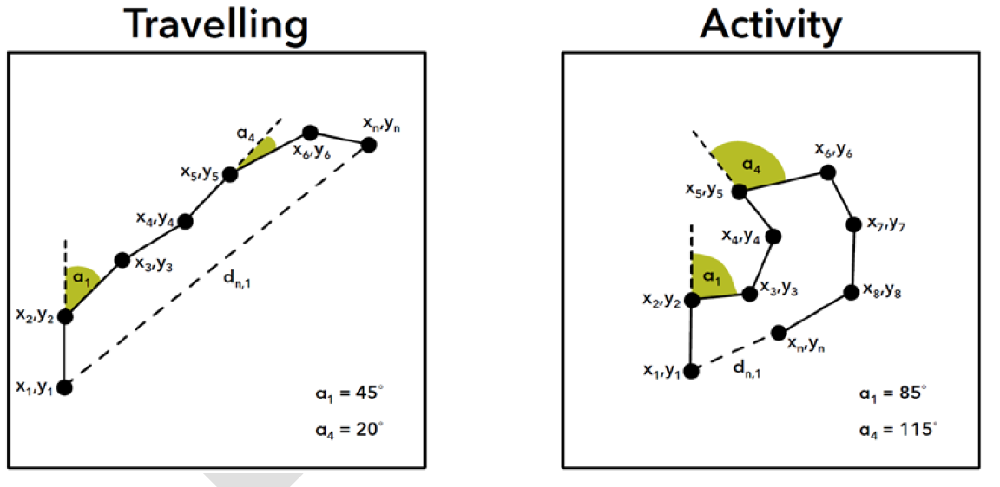 Travelling
a₄
xₙ,yₙ
x₆,y₆
x₅,y₅
x₄,y₄
x₃,y₃
a₁
dₙ,₁
x₂,y₂
x₁,y₁
a₁ = 45°
a₄ = 20°
Activity
x₆,y₆
a₄
x₅,y₅
x₇,y₇
x₄,y₄
a₁
x₃,y₃
x₈,y₈
x₂,y₂
xₙ,yₙ
x₁,y₁
dₙ,₁
a₁ = 85°
a₄ = 115°